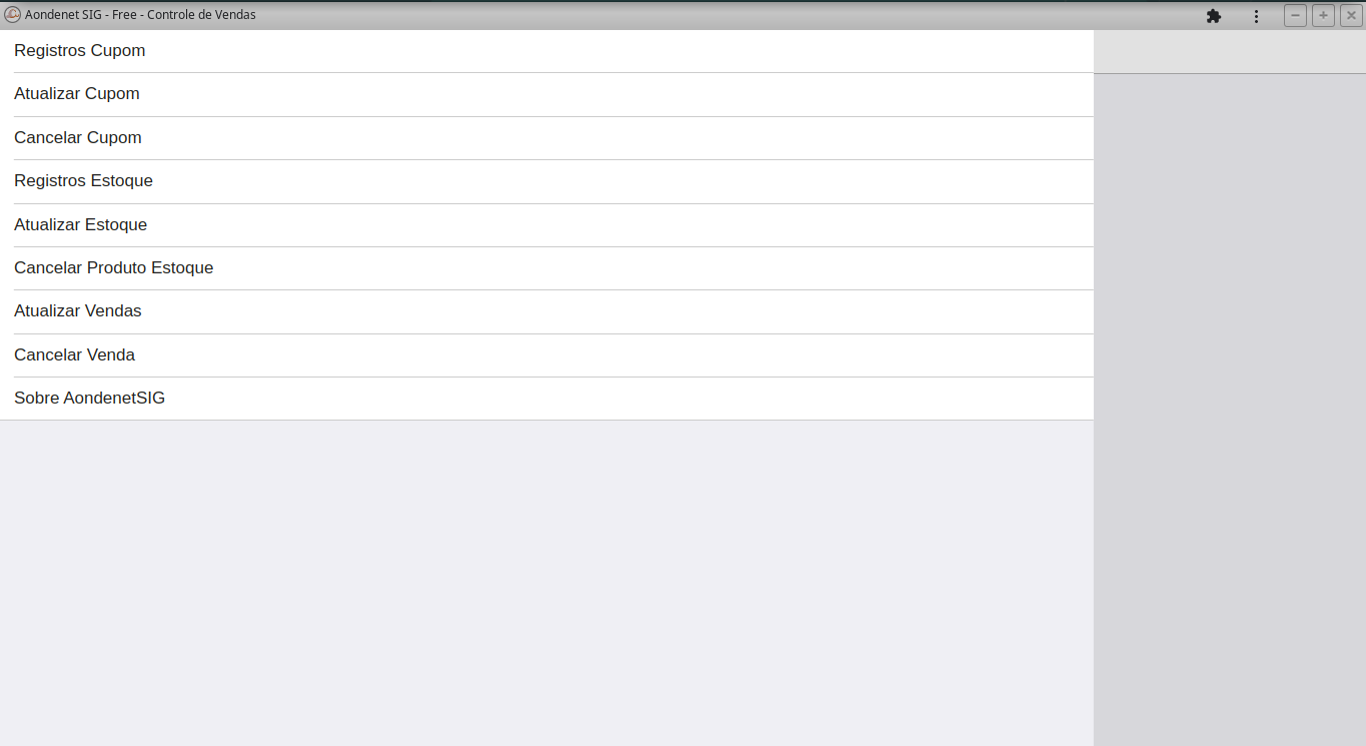 Aondenet SIG - Free - Controle de Vendas
Registros Cupom
Atualizar Cupom
Cancelar Cupom
Registros Estoque
Atualizar Estoque
Cancelar Produto Estoque
Atualizar Vendas
Cancelar Venda
Sobre AondenetSIG